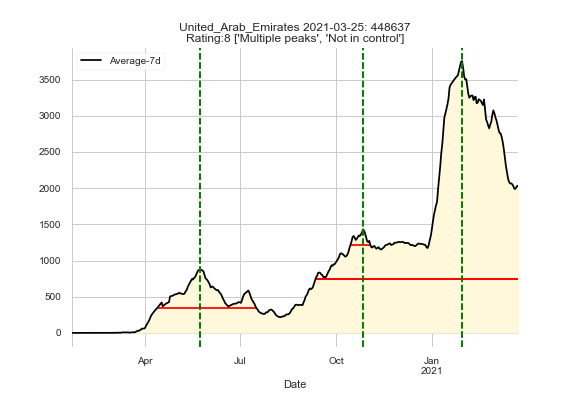 United_Arab_Emirates 2021-03-25: 448637
Rating:8 ['Multiple peaks', 'Not in control']
Average-7d
3500
3000
2500
2000
1500
1000
500
0
Apr
Jul
Oct
Jan
2021
Date